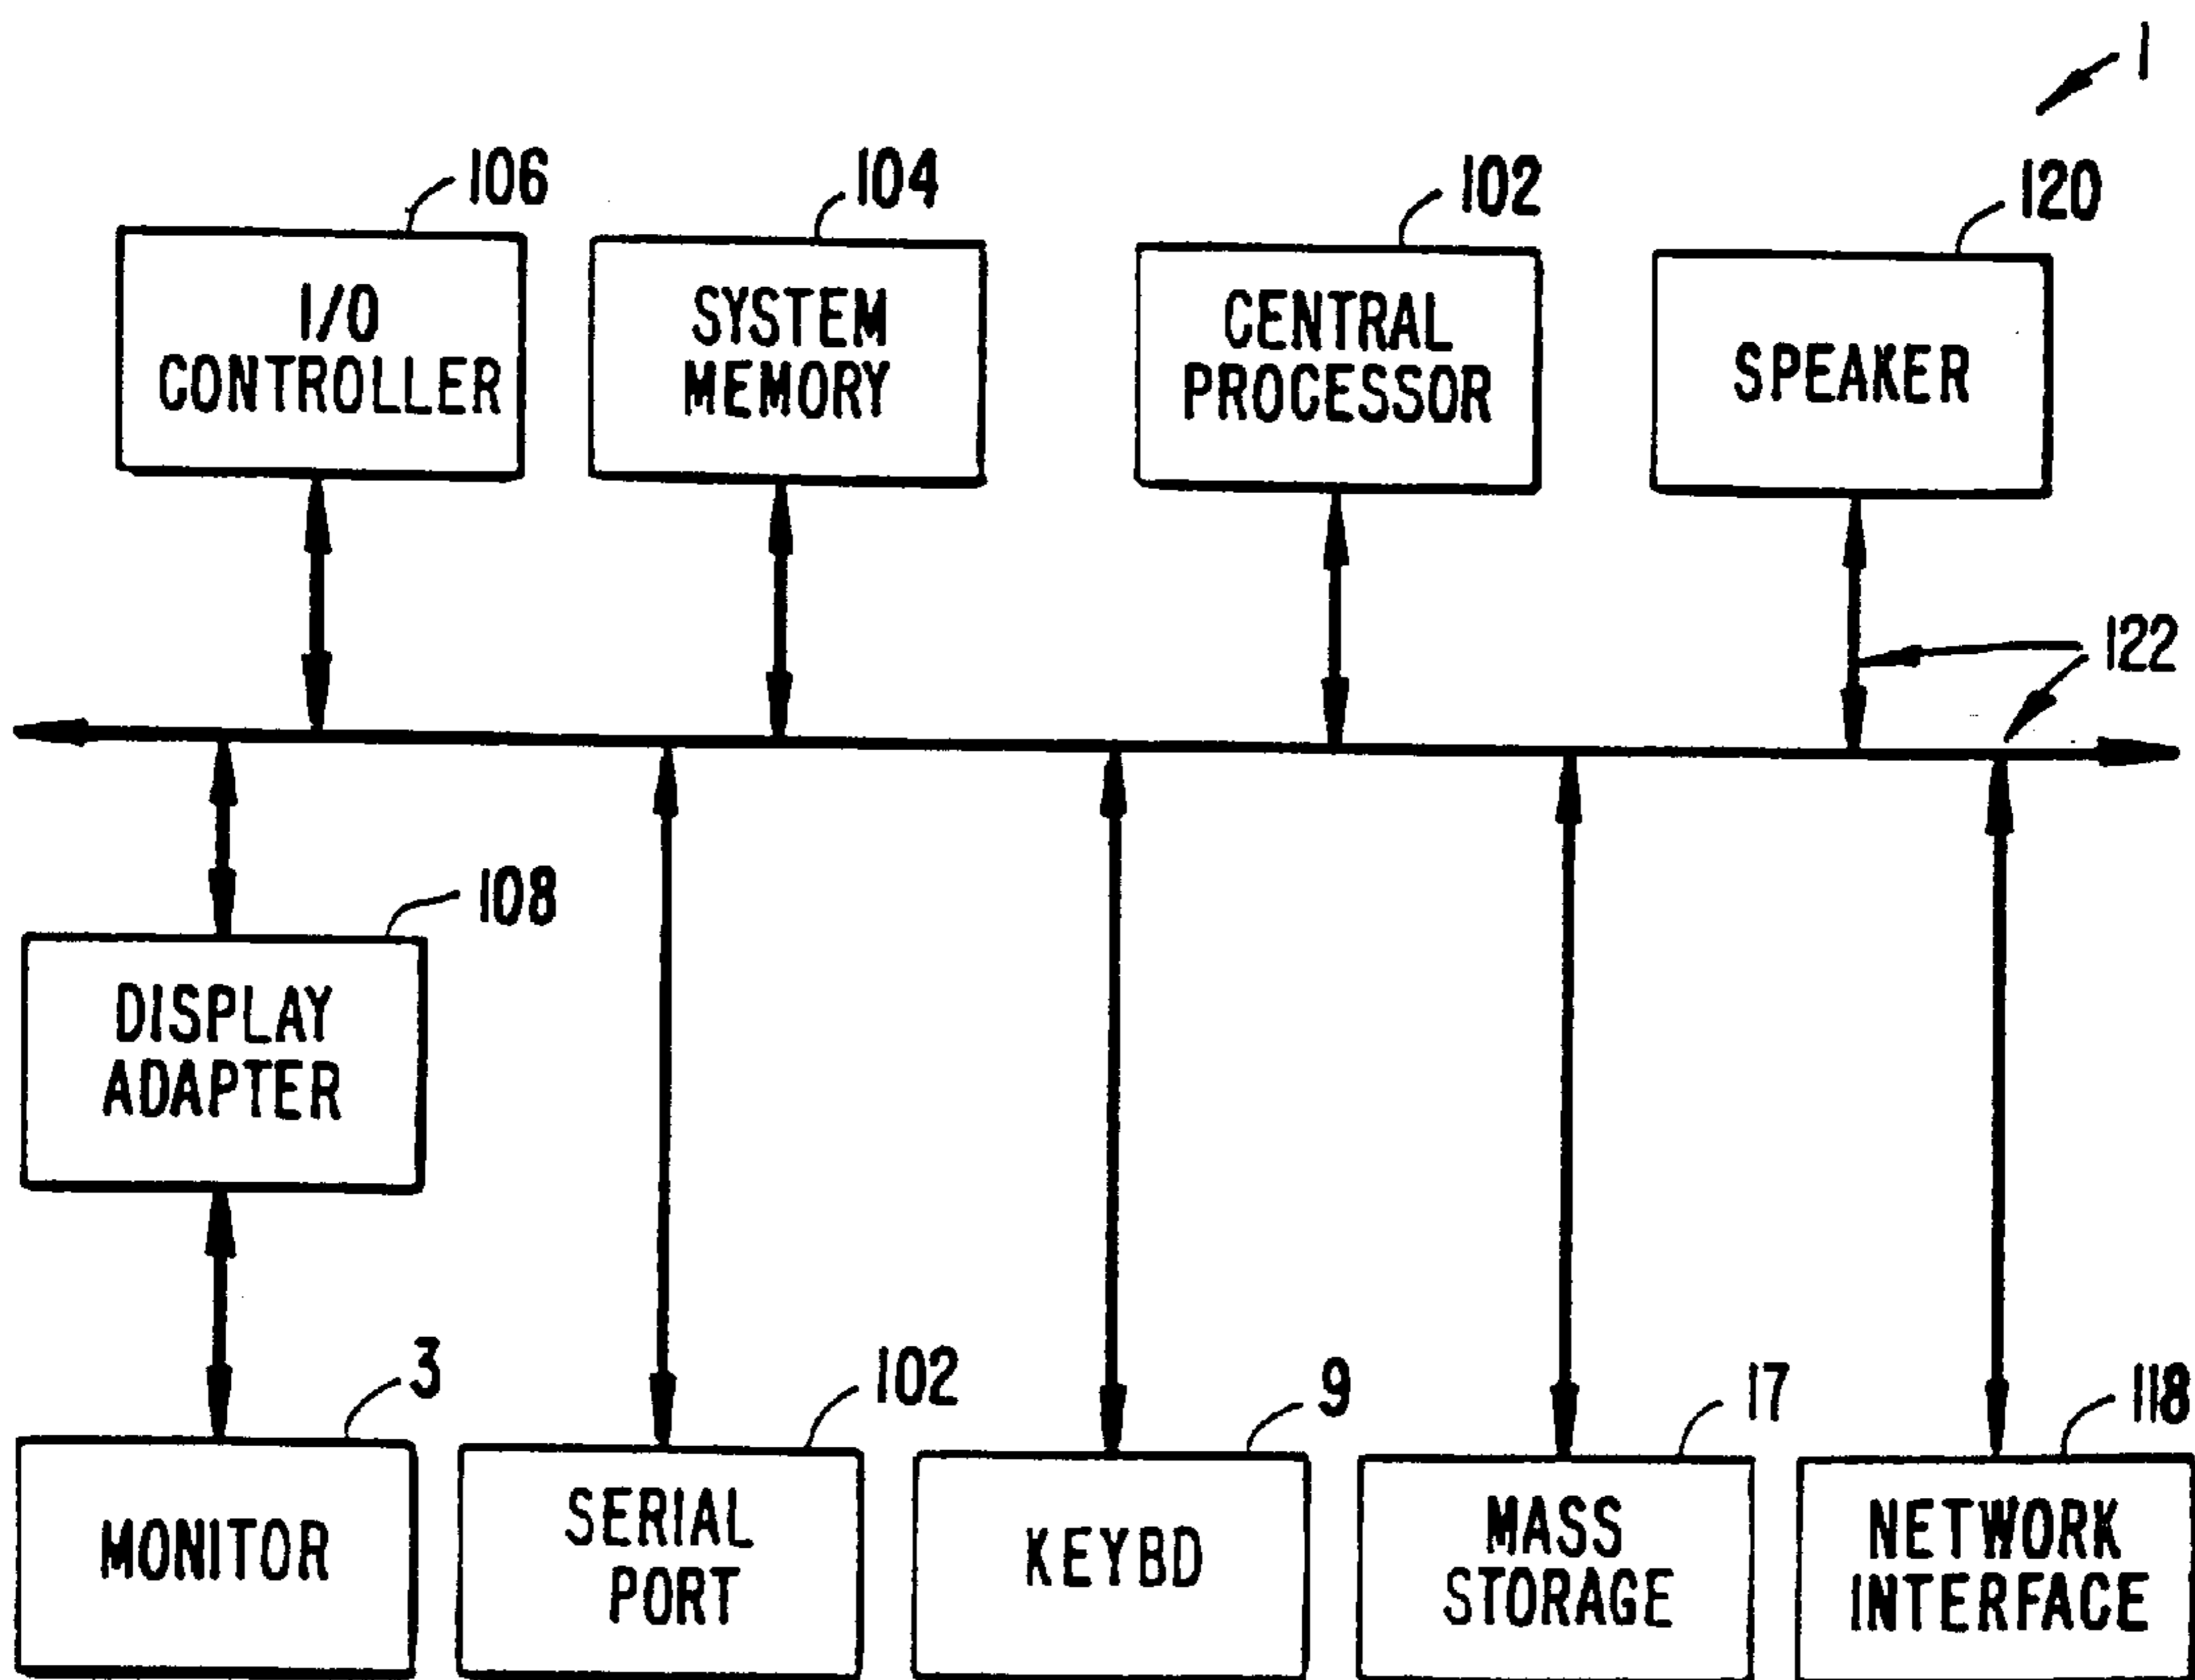 1
106
104
102
120
I/O
CONTROLLER
SYSTEM
MEMORY
CENTRAL
PROCESSOR
SPEAKER
122
108
DISPLAY
ADAPTER
3
102
9
17
118
MONITOR
SERIAL
PORT
KEYBD
MASS
STORAGE
NETWORK
INTERFACE